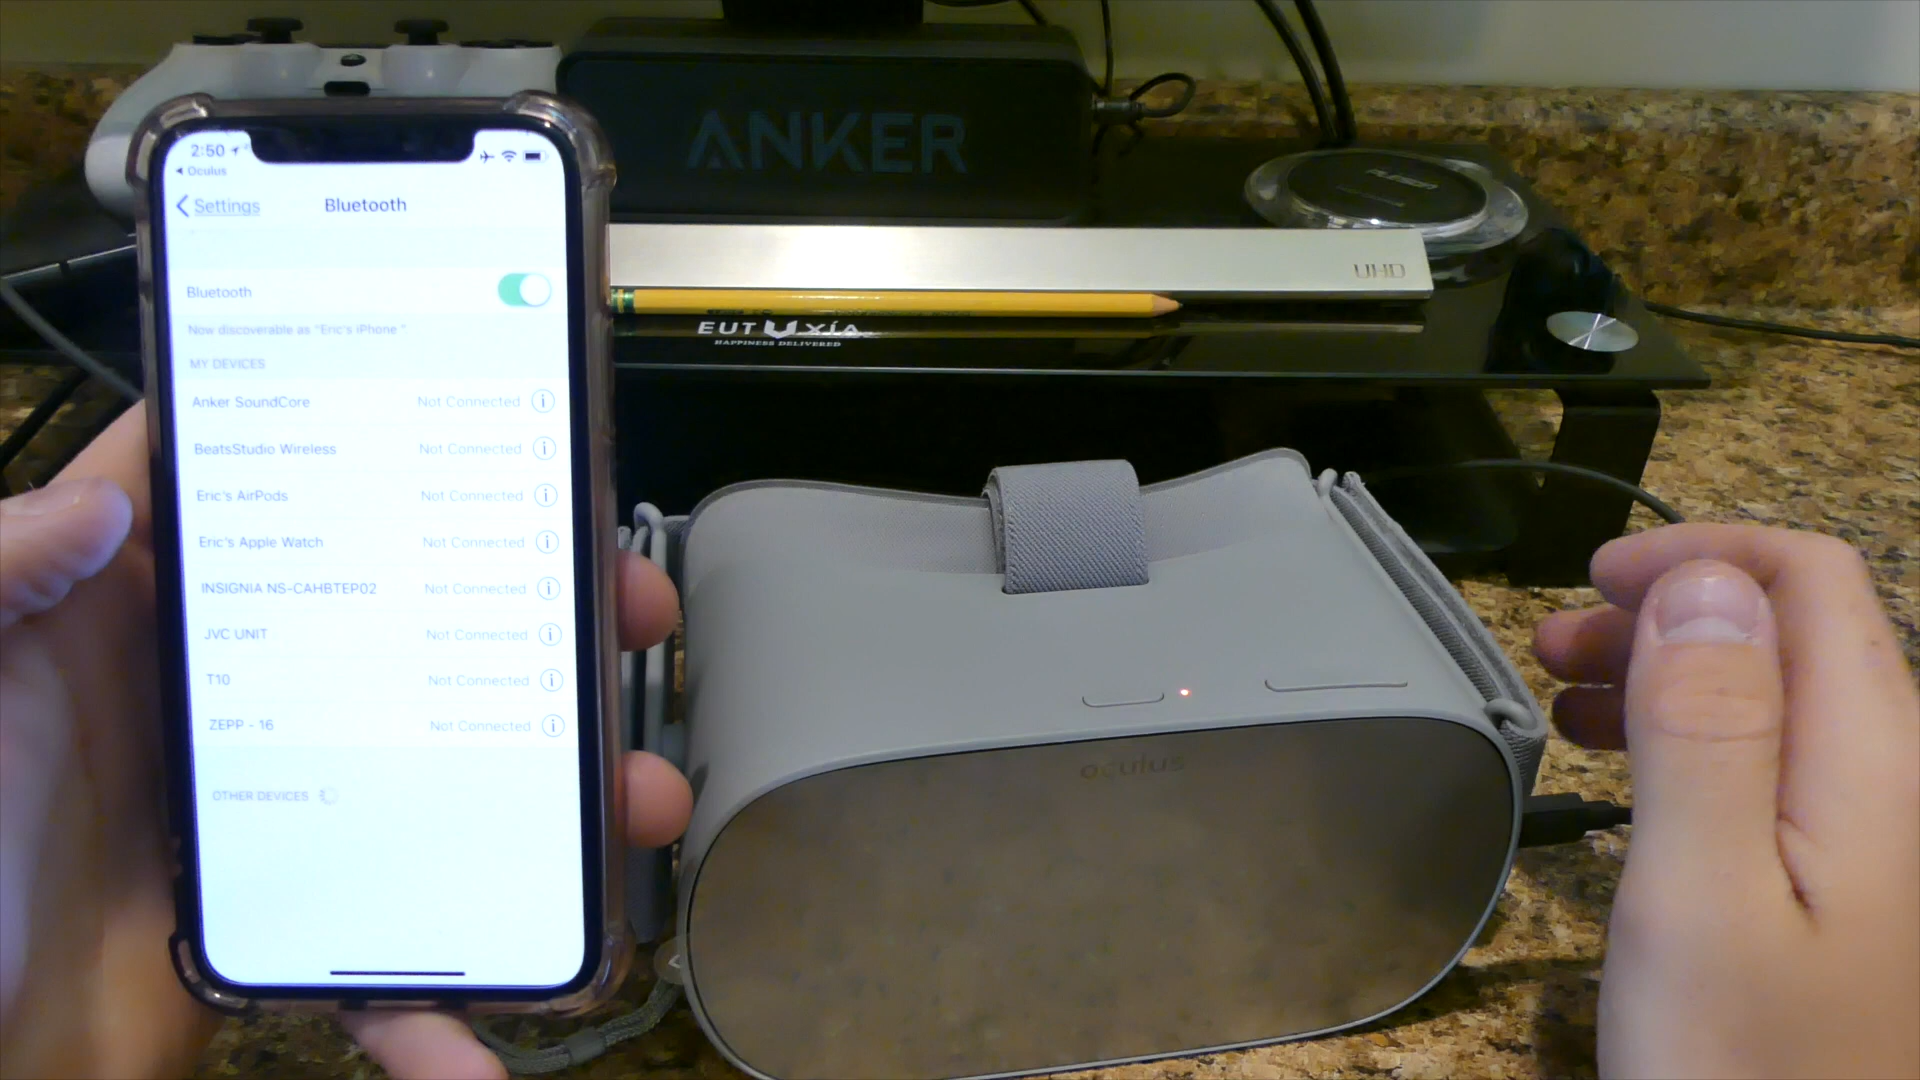 2:50
Oculus
Settings
Bluetooth
Bluetooth
Now discoverable as "Eric's iPhone "
MY DEVICES
Anker SoundCore Not Connected
BeatsStudio Wireless Not Connected
Eric's AirPods Not Connected
Eric's Apple Watch Not Connected
INSIGNIA NS-CAHBTEP02 Not Connected
JVC UNIT Not Connected
T10 Not Connected
ZEPP - 16 Not Connected
OTHER DEVICES
ANKER
UHD
EUTUXIA
HAPPINESS DELIVERED
oculus